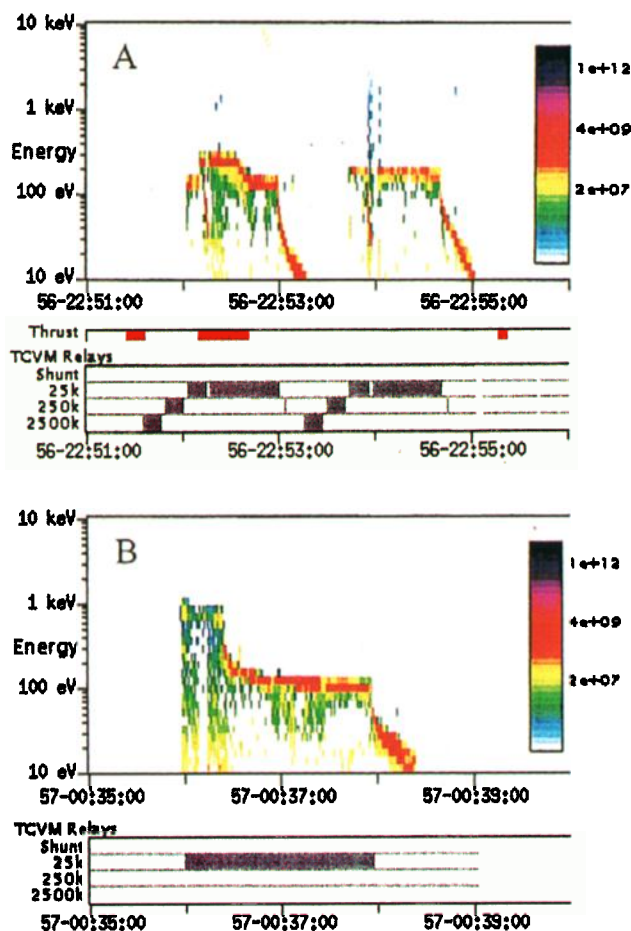 10 keV
A
1 keV
Energy
100 eV
10 eV
1e+12
4e+09
2e+07
56-22:51:00 56-22:53:00 56-22:55:00
Thrust
TCVM Relays
Shunt
25k
250k
2500k
56-22:51:00 56-22:53:00 56-22:55:00
10 keV
B
1 keV
Energy
100 eV
10 eV
1e+12
4e+09
2e+07
57-00:35:00 57-00:37:00 57-00:39:00
TCVM Relays
Shunt
25k
250k
2500k
57-00:35:00 57-00:37:00 57-00:39:00